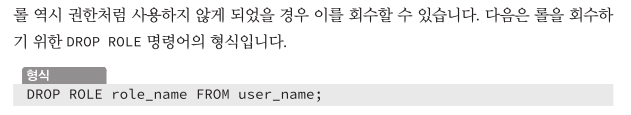 롤 역시 권한처럼 사용하지 않게 되었을 경우 이를 회수할 수 있습니다. 다음은 롤을 회수하
기 위한 DROP ROLE 명령어의 형식입니다.
형식
DROP ROLE role_name FROM user_name;